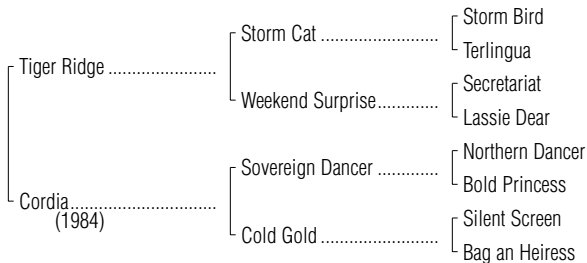 Storm Bird
Storm Cat ........................
Terlingua
Tiger Ridge ......................
Secretariat
Weekend Surprise.............
Lassie Dear
Northern Dancer
Sovereign Dancer .............
Bold Princess
Cordia..............................
(1984)
Silent Screen
Cold Gold ........................
Bag an Heiress